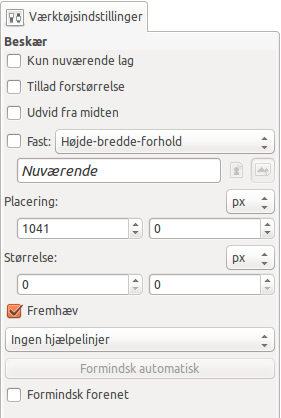 Værktøjsindstillinger
Beskær
Kun nuværende lag
Tillad forstørrelse
Udvid fra midten
Fast: Højde-bredde-forhold
Nuværende
Placering: px
1041 0
Størrelse: px
0 0
Fremhæv
Ingen hjælpelinjer
Formindsk automatisk
Formindsk forenet